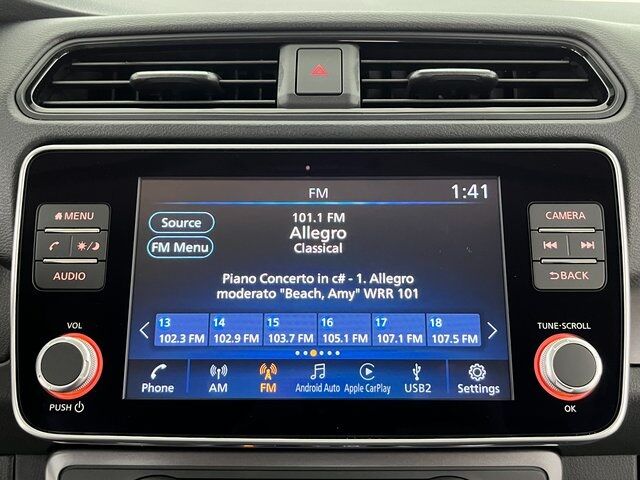 FM
1:41
Source
FM Menu
101.1 FM
Allegro
Classical
Piano Concerto in c# - 1. Allegro
moderato "Beach, Amy" WRR 101
13 14 15 16 17 18
102.3 FM 102.9 FM 103.7 FM 105.1 FM 107.1 FM 107.5 FM
Phone AM FM Android Auto Apple CarPlay USB2 Settings
MENU
AUDIO
VOL
PUSH
CAMERA
BACK
TUNE·SCROLL
OK